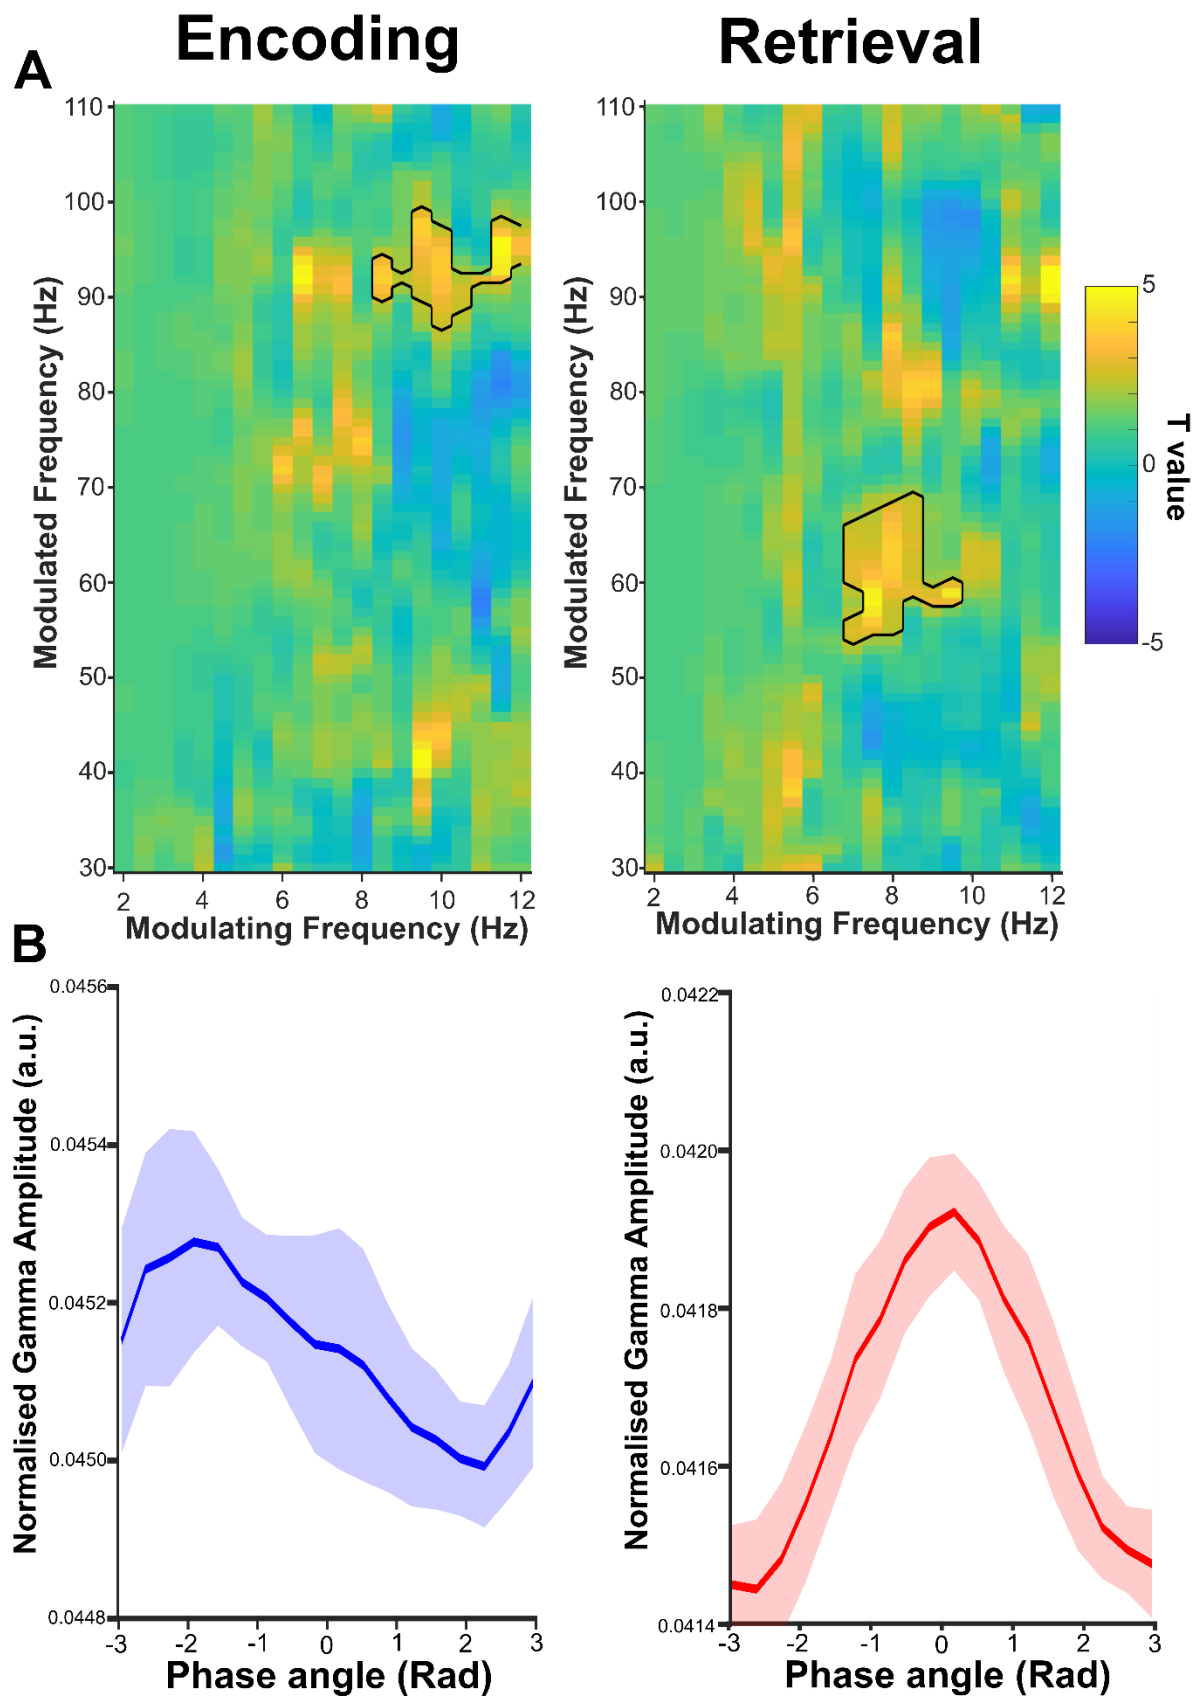 Encoding
Retrieval
A
Modulated Frequency (Hz)
110
100
90
80
70
60
50
40
30
2 4 6 8 10 12
Modulating Frequency (Hz)
Modulated Frequency (Hz)
110
100
90
80
70
60
50
40
30
2 4 6 8 10 12
Modulating Frequency (Hz)
5
0
-5
T value
B
Normalised Gamma Amplitude (a.u.)
0.0456
0.0454
0.0452
0.0450
0.0448
-3 -2 -1 0 1 2 3
Phase angle (Rad)
Normalised Gamma Amplitude (a.u.)
0.0422
0.0420
0.0418
0.0416
0.0414
-3 -2 -1 0 1 2 3
Phase angle (Rad)